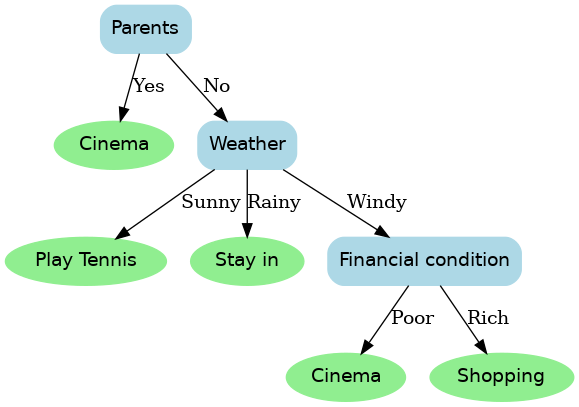 Parents
Yes
No
Cinema
Weather
Sunny
Rainy
Windy
Play Tennis
Stay in
Financial condition
Poor
Rich
Cinema
Shopping